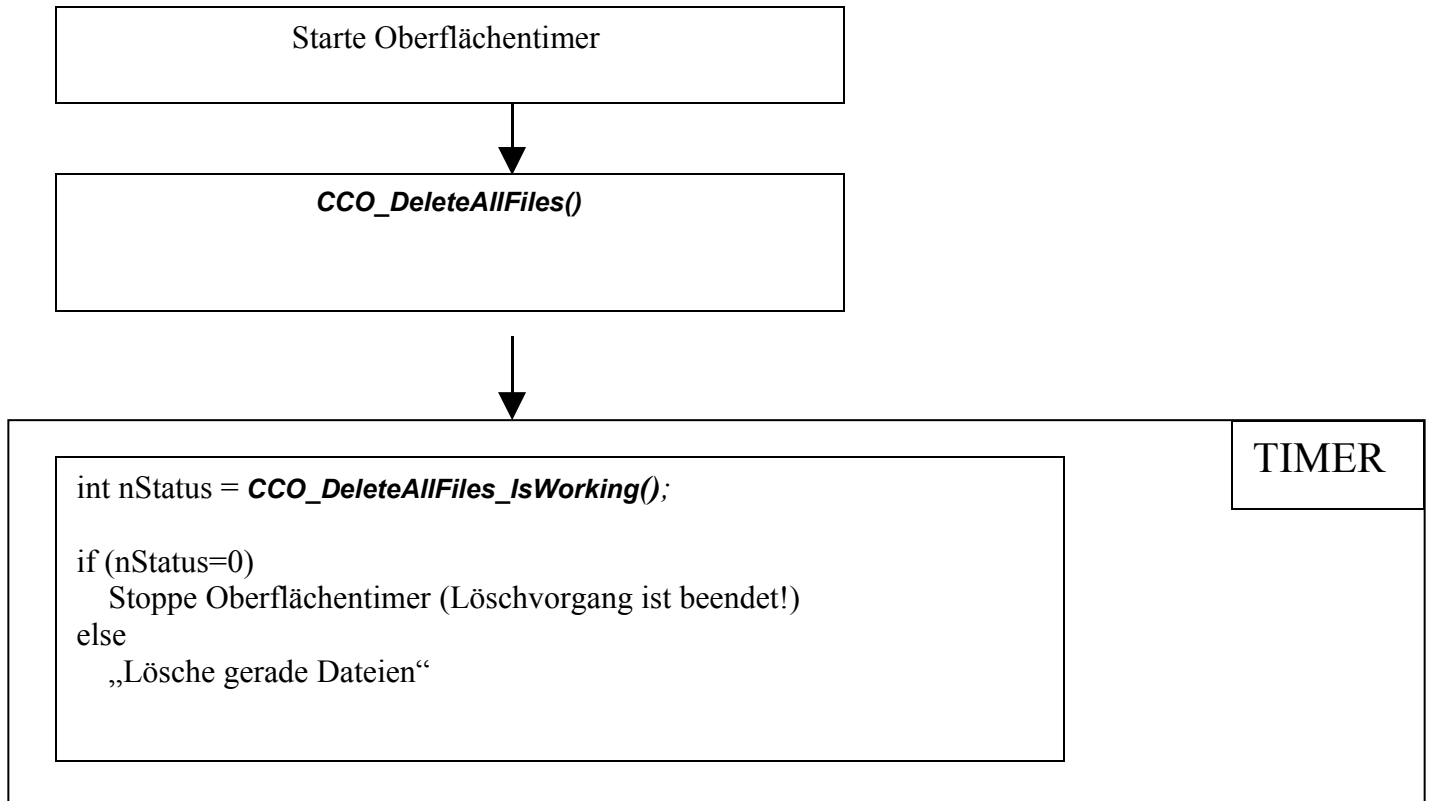 Starte Oberflächentimer
CCO_DeleteAllFiles()
TIMER
int nStatus = CCO_DeleteAllFiles_IsWorking();
if (nStatus=0)
Stoppe Oberflächentimer (Löschvorgang ist beendet!)
else
„Lösche gerade Dateien“